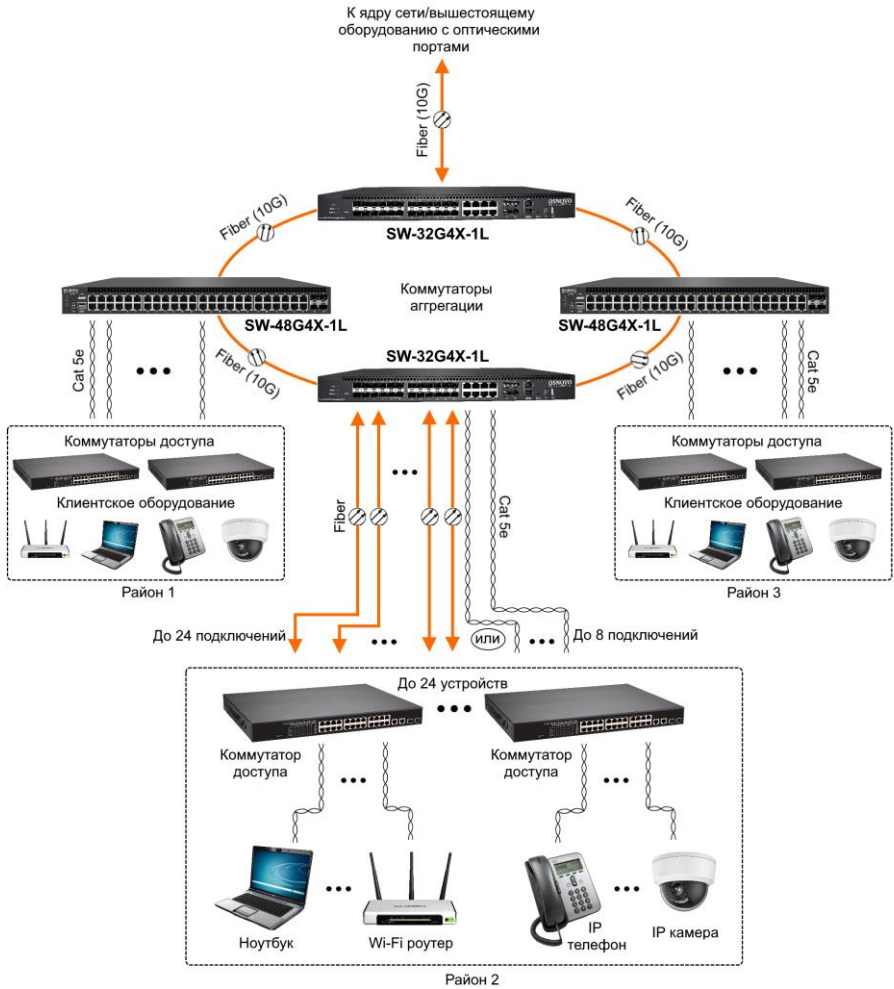 К ядру сети/вышестоящему
оборудованию с оптическими
портами
Fiber (10G)
OSNOVO
SW-32G4X-1L
Fiber (10G)
Fiber (10G)
Коммутаторы
аггрегации
SW-48G4X-1L
SW-48G4X-1L
Fiber (10G)
Fiber (10G)
SW-32G4X-1L
OSNOVO
Cat 5e
Cat 5e
Коммутаторы доступа
Клиентское оборудование
Район 1
Коммутаторы доступа
Клиентское оборудование
Район 3
Fiber
Cat 5e
До 24 подключений
или
До 8 подключений
До 24 устройств
Коммутатор
доступа
Коммутатор
доступа
Ноутбук
Wi-Fi роутер
IP
телефон
IP камера
Район 2